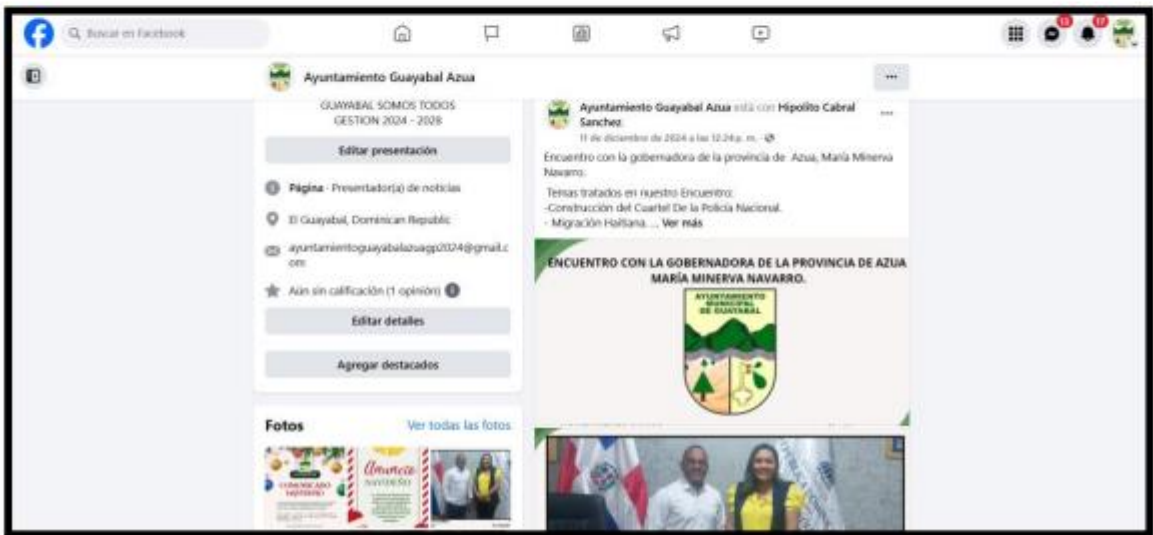 Buscar en Facebook
13
17
Ayuntamiento Guayabal Azua
...
GUAYABAL SOMOS TODOS
GESTION 2024 - 2028
Editar presentación
Página · Presentador(a) de noticias
El Guayabal, Dominican Republic
ayuntamientoguayabalazuagp2024@gmail.c
om
Aún sin calificación (1 opinión)
Editar detalles
Agregar destacados
Fotos
Ver todas las fotos
COMUNICADO
Anuncio
NAVIDEÑO
Ayuntamiento Guayabal Azua está con Hipolito Cabral
Sanchez.
...
11 de diciembre de 2024 a las 12:24 p. m. ·
Encuentro con la gobernadora de la provincia de Azua, María Minerva
Navarro.
Temas tratados en nuestro Encuentro:
-Construcción del Cuartel De la Policía Nacional.
- Migración Haitiana. ... Ver más
ENCUENTRO CON LA GOBERNADORA DE LA PROVINCIA DE AZUA
MARÍA MINERVA NAVARRO.
AYUNTAMIENTO
MUNICIPAL
DE GUAYABAL